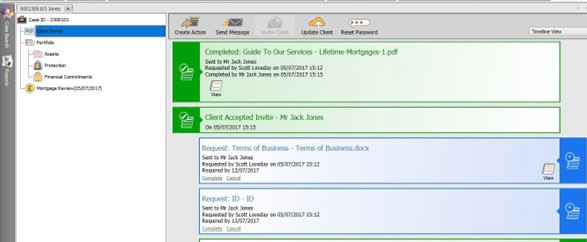 0002308103 Jones
Case ID - 2308103
Client Portal
Portfolio
Assets
Protection
Financial Commitments
Mortgage Review(05/07/2017)
Case Search
Reports
Create Action
Send Message
Invite Client
Update Client
Reset Password
Timeline View
Completed: Guide To Our Services - Lifetime-Mortgages-1.pdf
Sent to Mr Jack Jones
Requested by Scott Loveday on 05/07/2017 15:12
Completed by Mr Jack Jones on 05/07/2017 15:15
View
Client Accepted Invite - Mr Jack Jones
On 05/07/2017 15:15
Request: Terms of Business - Terms of Business.docx
Sent to Mr Jack Jones
Requested by Scott Loveday on 05/07/2017 15:12
Required by 12/07/2017
Complete Cancel
View
Request: ID - ID
Sent to Mr Jack Jones
Requested by Scott Loveday on 05/07/2017 15:12
Required by 12/07/2017
Complete Cancel